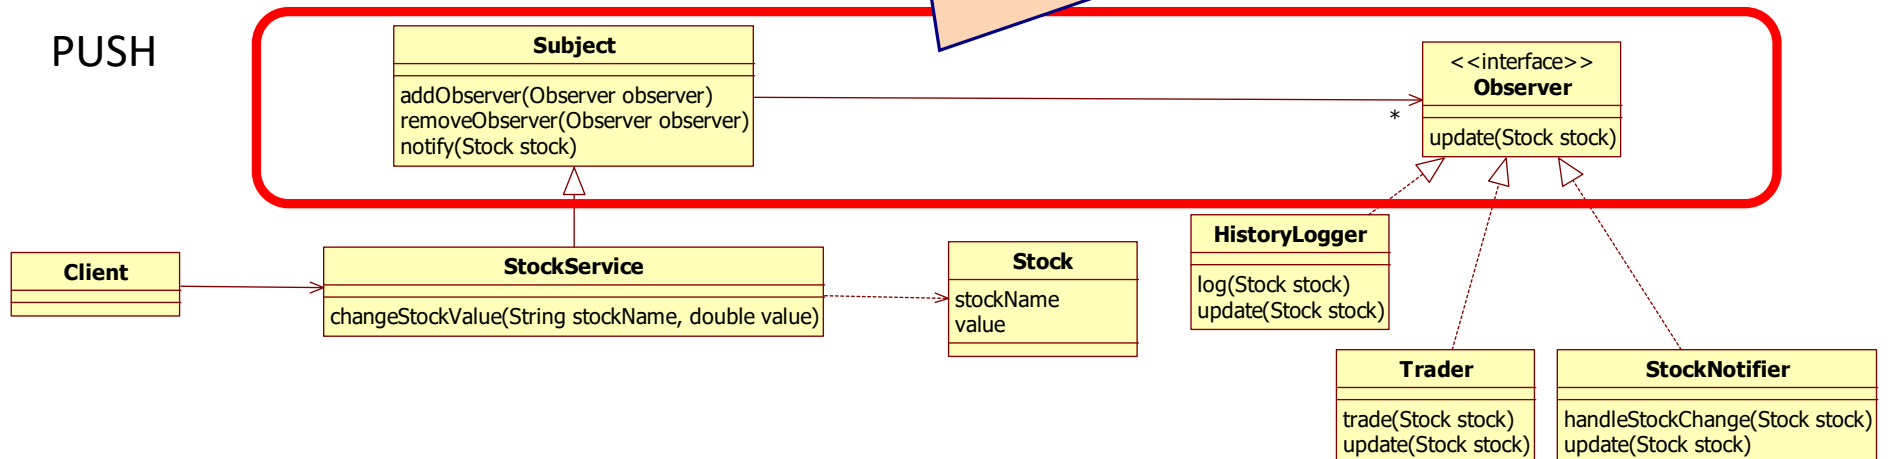 PUSH
Subject
addObserver(Observer observer)
removeObserver(Observer observer)
notify(Stock stock)
<<interface>>
Observer
*
update(Stock stock)
Client
StockService
changeStockValue(String stockName, double value)
Stock
stockName
value
HistoryLogger
log(Stock stock)
update(Stock stock)
Trader
trade(Stock stock)
update(Stock stock)
StockNotifier
handleStockChange(Stock stock)
update(Stock stock)